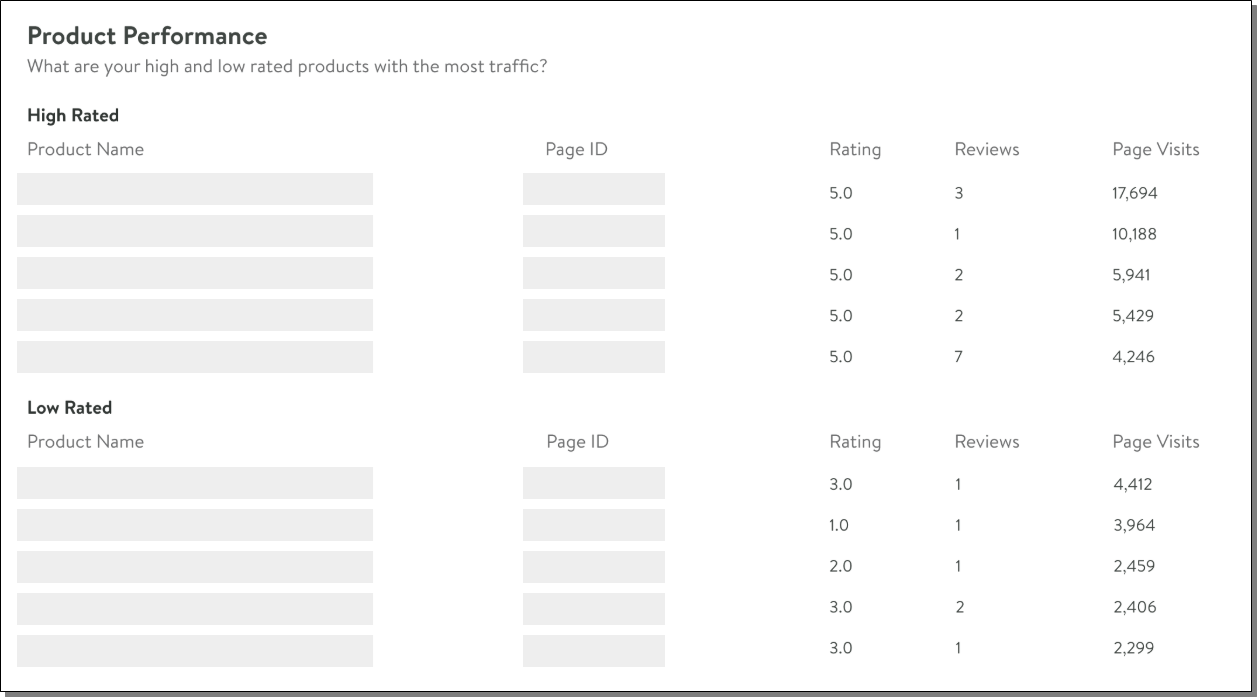 Product Performance
What are your high and low rated products with the most traffic?
High Rated
Product Name Page ID Rating Reviews Page Visits
5.0 3 17,694
5.0 1 10,188
5.0 2 5,941
5.0 2 5,429
5.0 7 4,246
Low Rated
Product Name Page ID Rating Reviews Page Visits
3.0 1 4,412
1.0 1 3,964
2.0 1 2,459
3.0 2 2,406
3.0 1 2,299